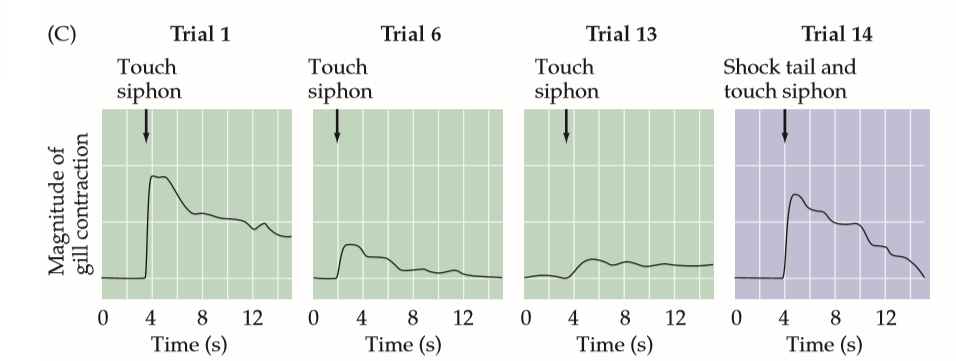 (C)
Trial 1
Trial 6
Trial 13
Trial 14
Touch
siphon
Touch
siphon
Touch
siphon
Shock tail and
touch siphon
Magnitude of
gill contraction
0 4 8 12
0 4 8 12
0 4 8 12
0 4 8 12
Time (s)
Time (s)
Time (s)
Time (s)